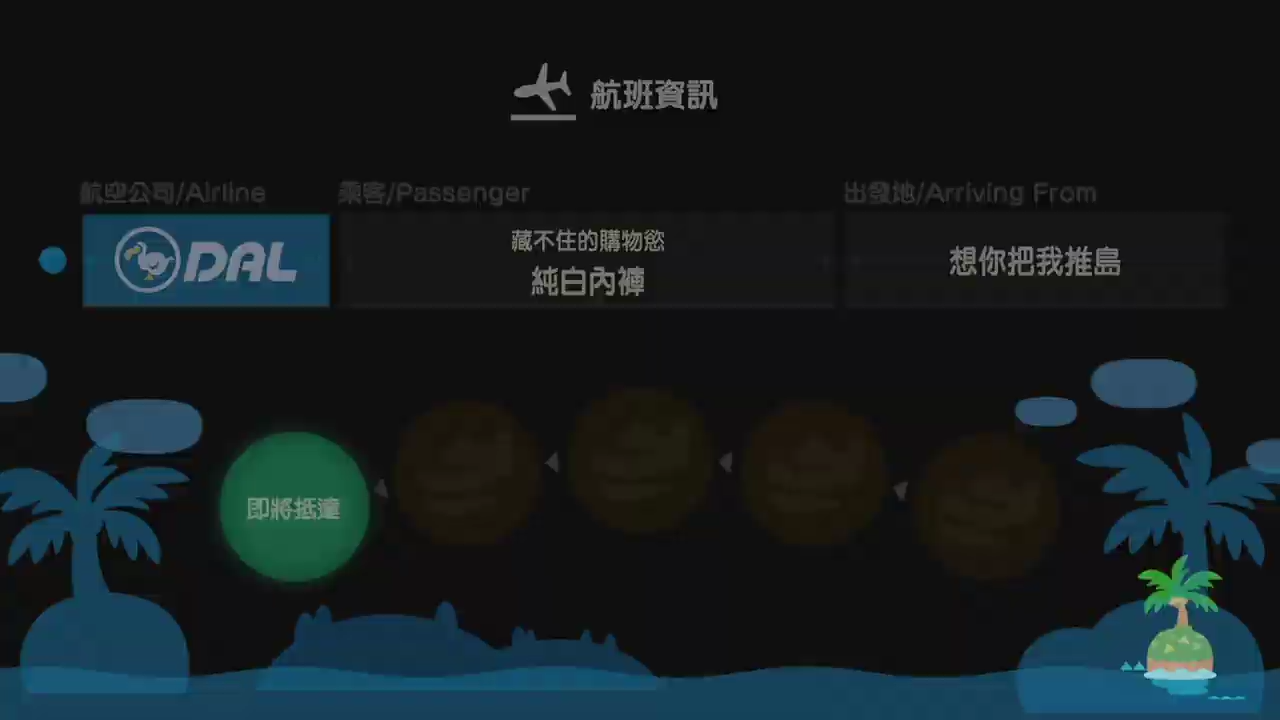 航班資訊
航空公司/Airline
乘客/Passenger
出發地/Arriving From
DAL
藏不住的購物慾
純白內褲
想你把我推島
即將抵達